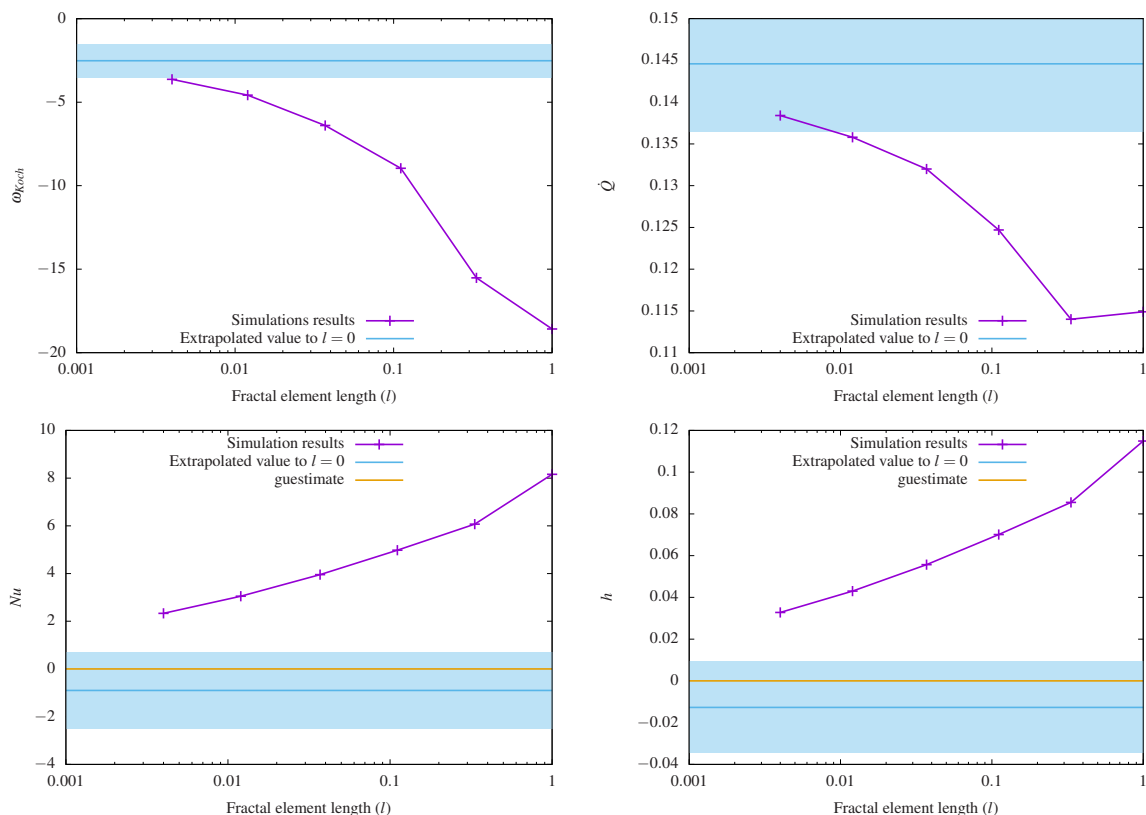 0
−5
−10
−15
−20
0.001
0.01
0.1
1
ωKoch
Fractal element length (l)
Simulations results
Extrapolated value to l = 0
0.15
0.145
0.14
0.135
0.13
0.125
0.12
0.115
0.11
0.001
0.01
0.1
1
Q̇
Fractal element length (l)
Simulation results
Extrapolated value to l = 0
10
8
6
4
2
0
−2
−4
0.001
0.01
0.1
1
Nu
Fractal element length (l)
Simulation results
Extrapolated value to l = 0
guestimate
0.12
0.1
0.08
0.06
0.04
0.02
0
−0.02
−0.04
0.001
0.01
0.1
1
h
Fractal element length (l)
Simulation results
Extrapolated value to l = 0
guestimate